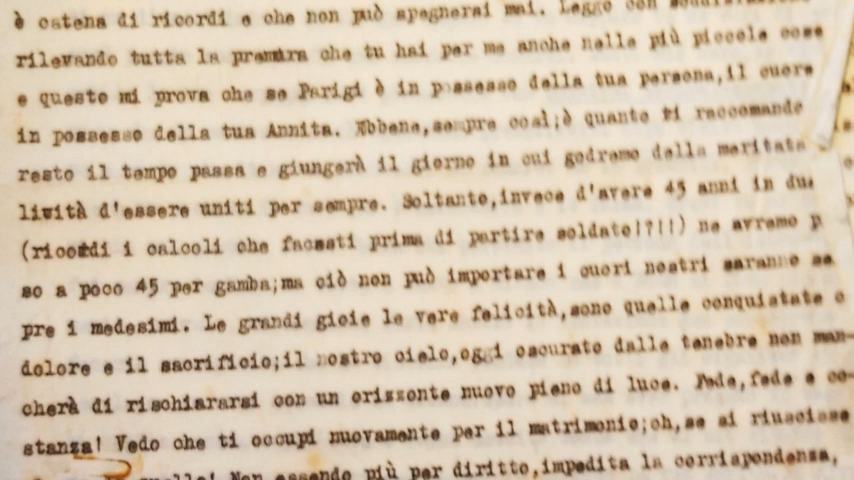 è catena di ricordi e che non può spegnersi mai. Leggo con
rilevando tutta la premura che tu hai per me anche nelle più piccole cose
e questo mi prova che se Parigi è in possesso della tua persona,il cuore
in possesso della tua Annita. Ebbene,sempre così;è quanto ti raccomando
resto il tempo passa e giungerà il giorno in cui godremo della meritata
licità d'essere uniti per sempre. Soltanto,invece d'avere 45 anni in due
(ricordi i calcoli che facesti prima di partire soldato!?!!) ne avremo p
so a poco 45 per gamba;ma ciò non può importare i cuori nostri saranno se
pre i medesimi. Le grandi gioie le vere felicità,sono quelle conquistate c
dolore e il sacrificio;il nostro cielo,oggi oscurato dalle tenebre non man-
cherà di rischiararsi con un orizzonte nuovo pieno di luce. Fede,fede e co-
stanza! Vedo che ti occupi nuovamente per il matrimonio;oh,se si riuscisse
quello! Non essendo più per diritto,impedita la corrispondenza,